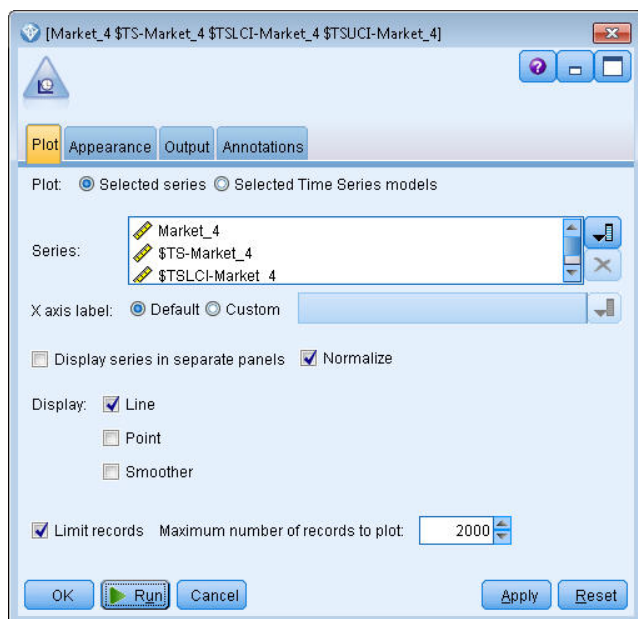 [Market_4 $TS-Market_4 $TSLCI-Market_4 $TSUCI-Market_4]
Plot Appearance Output Annotations
Plot: Selected series Selected Time Series models
Series:
Market_4
$TS-Market_4
$TSLCI-Market_4
X axis label: Default Custom
Display series in separate panels Normalize
Display: Line
Point
Smoother
Limit records Maximum number of records to plot: 2000
OK Run Cancel Apply Reset